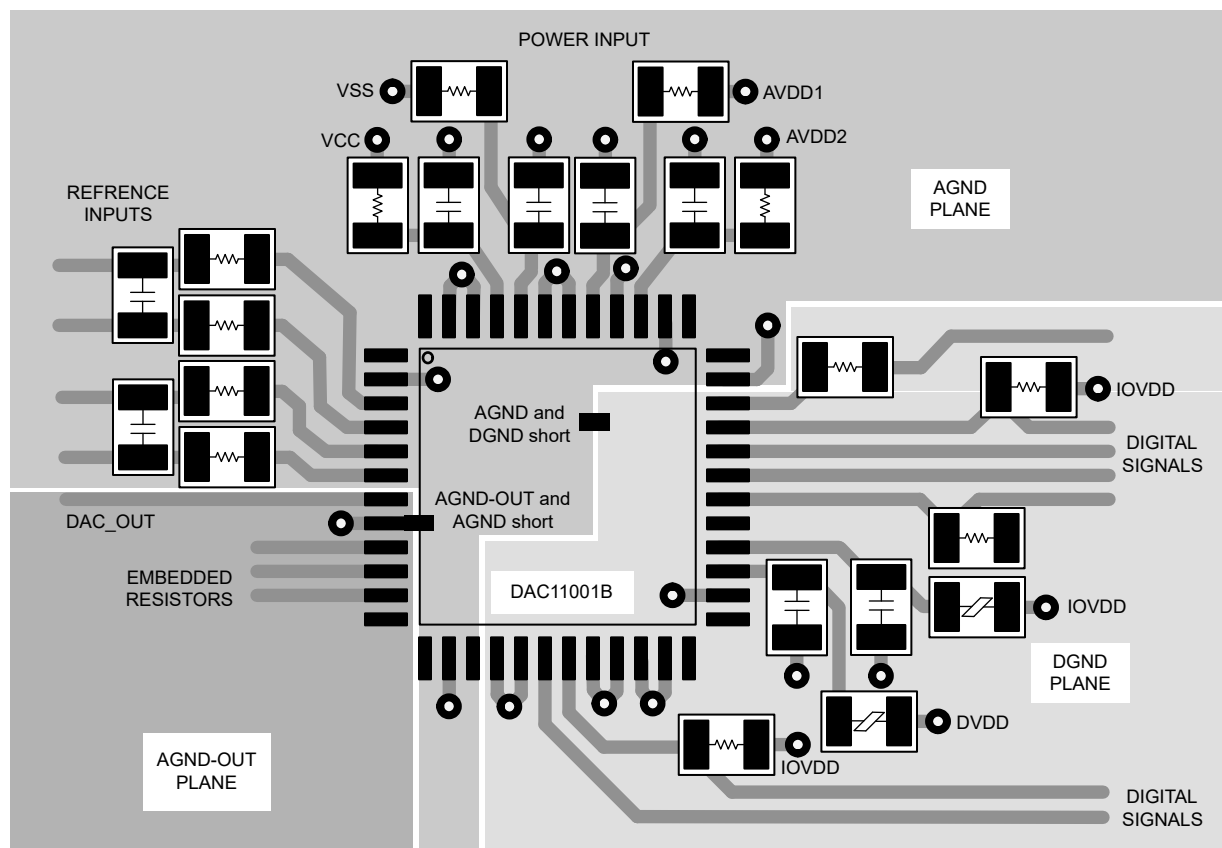 POWER INPUT
VSS
AVDD1
VCC
AVDD2
REFRENCE
INPUTS
AGND
PLANE
IOVDD
AGND and
DGND short
DIGITAL
SIGNALS
AGND-OUT and
AGND short
DAC_OUT
EMBEDDED
RESISTORS
DAC11001B
IOVDD
DGND
PLANE
DVDD
AGND-OUT
PLANE
IOVDD
DIGITAL
SIGNALS